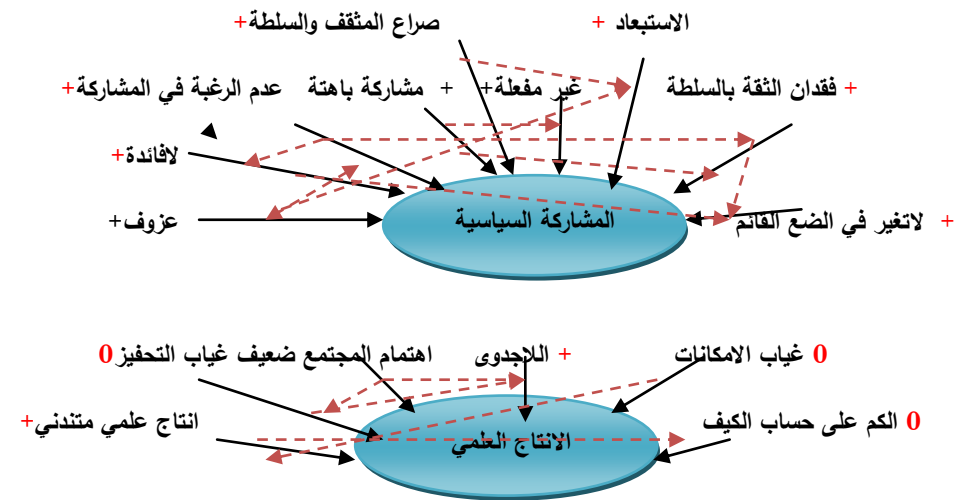 + الاستبعاد
صراع المثقف والسلطة+
+ فقدان الثقة بالسلطة
غير مفعلة+
+ مشاركة باهتة
عدم الرغبة في المشاركة+
لافائدة+
عزوف+
المشاركة السياسية
+ لاتغير في الضع القائم
0 غياب الامكانات
+ اللاجدوى
اهتمام المجتمع ضعيف
غياب التحفيز0
0 الكم على حساب الكيف
الانتاج العلمي
انتاج علمي متندني+